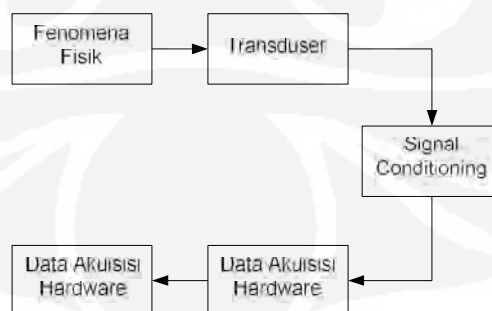 Fenomena
Fisik
Transduser
Signal
Conditioning
Data Akuisisi
Hardware
Data Akuisisi
Hardware